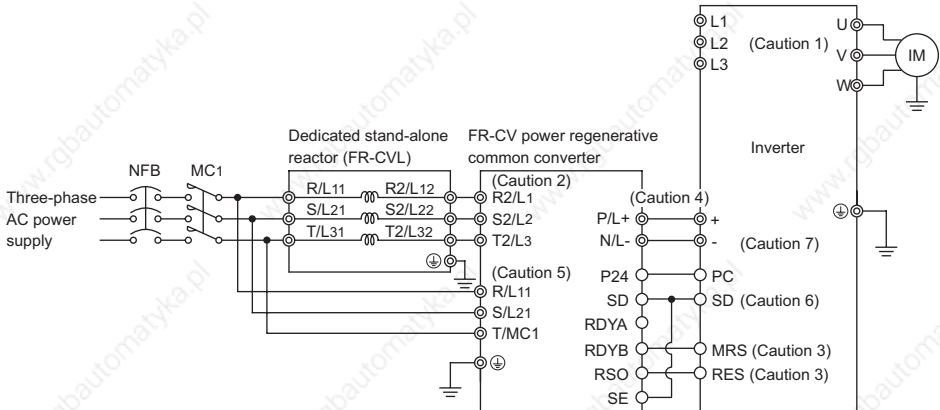 L1
L2
L3
(Caution 1)
U
V
W
IM
Inverter
Dedicated stand-alone
reactor (FR-CVL)
FR-CV power regenerative
common converter
NFB
MC1
Three-phase
AC power
supply
R/L11
R2/L12
S/L21
S2/L22
T/L31
T2/L32
(Caution 2)
R2/L1
S2/L2
T2/L3
(Caution 4)
P/L+
+
N/L-
-
(Caution 7)
(Caution 5)
R/L11
S/L21
T/MC1
P24
PC
SD
SD (Caution 6)
RDYA
RDYB
MRS (Caution 3)
RSO
RES (Caution 3)
SE
www.rgbautomatyka.pl